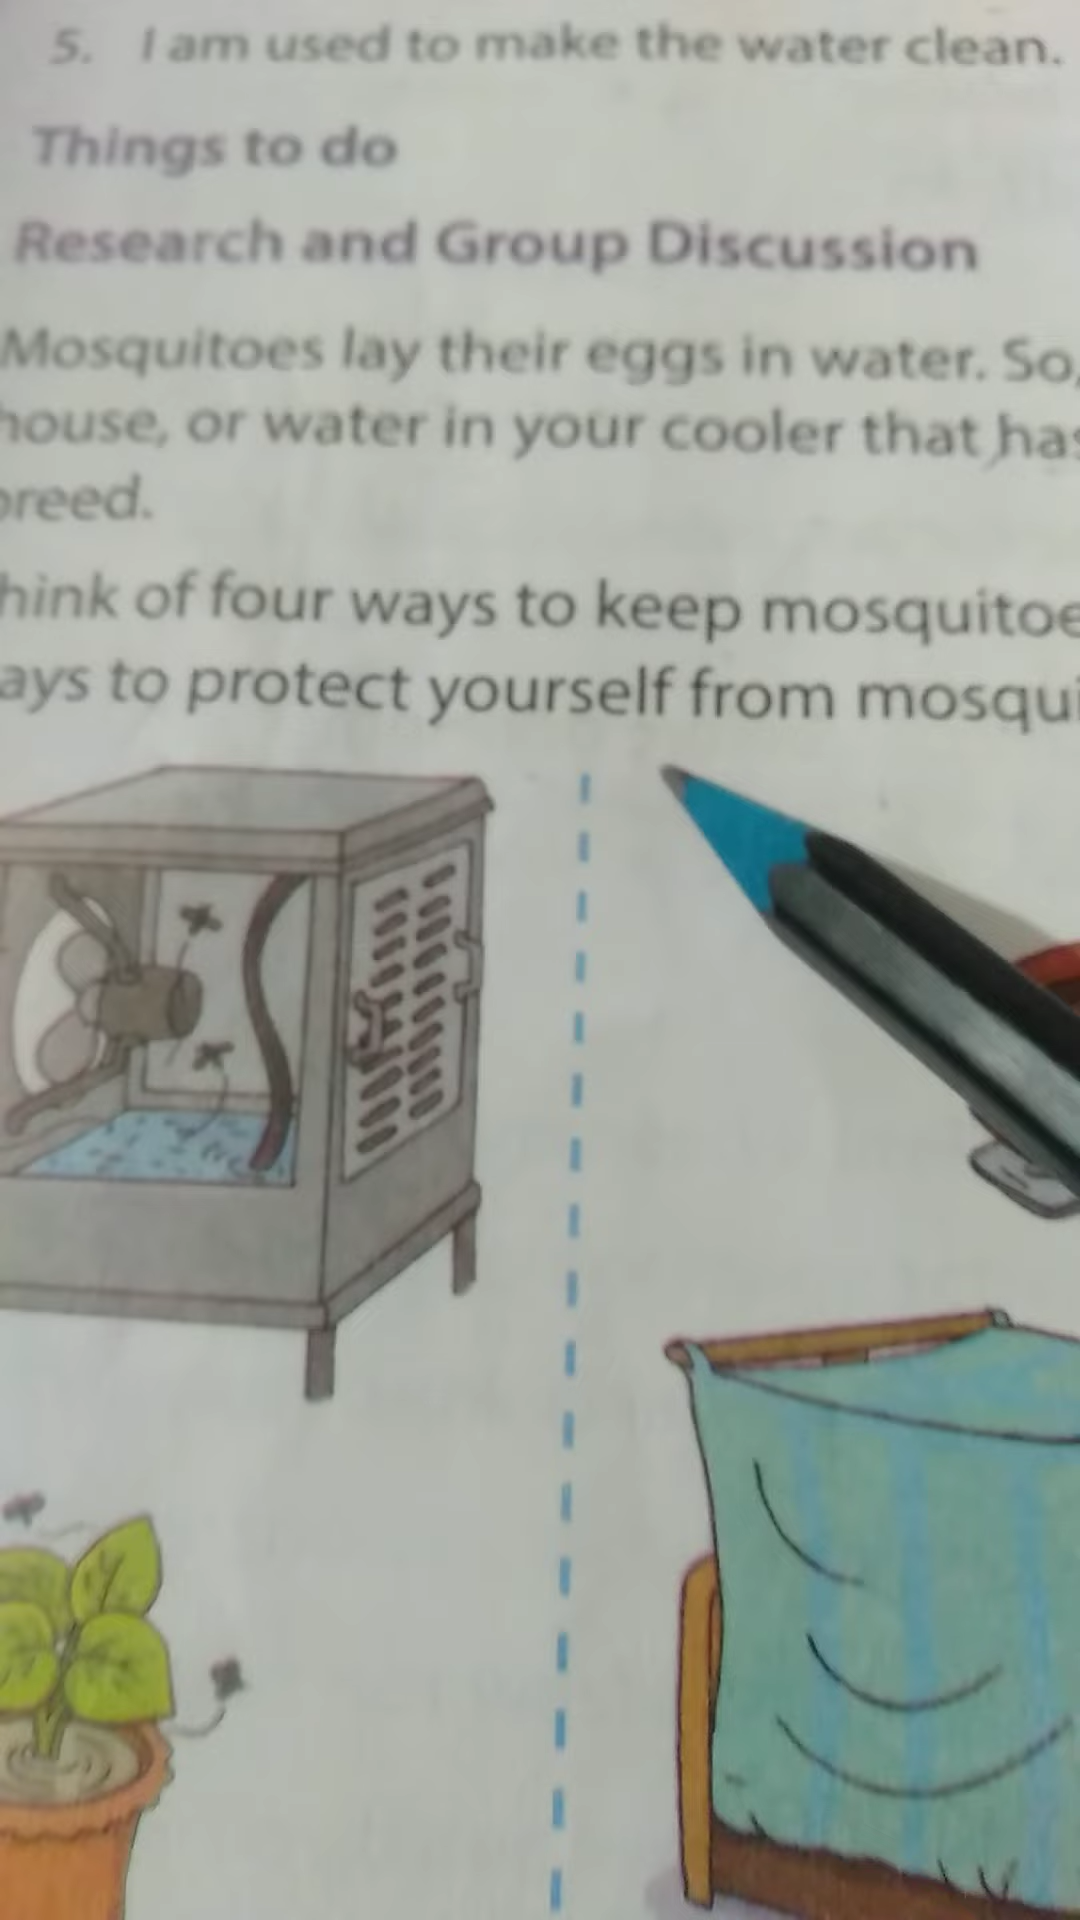 5. I am used to make the water clean.
Things to do
Research and Group Discussion
Mosquitoes lay their eggs in water. So,
house, or water in your cooler that has
breed.
hink of four ways to keep mosquitoe
ays to protect yourself from mosqui